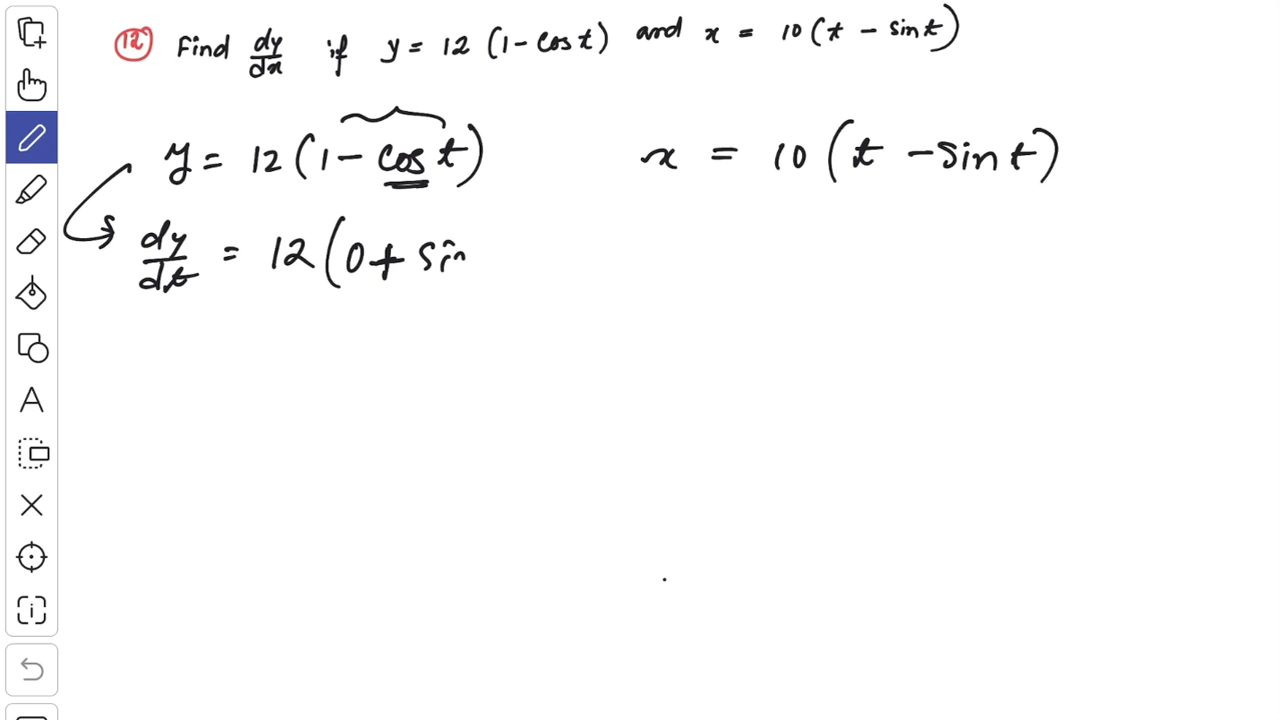 (12) Find dy/dx if y = 12 (1 - cos t) and x = 10 (t - sin t)
y = 12 (1 - cos t) x = 10 (t - sin t)
dy/dt = 12 (0 + sin